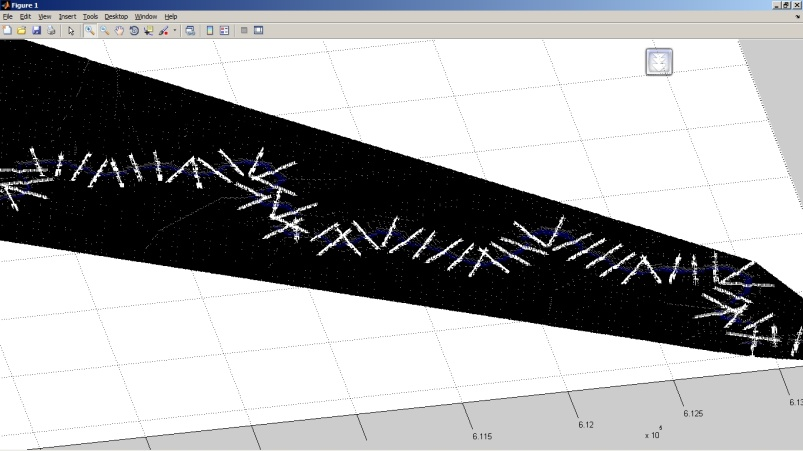 Figure 1
File Edit View Insert Tools Desktop Window Help
6.13
6.125
6.12
6.115
x 10